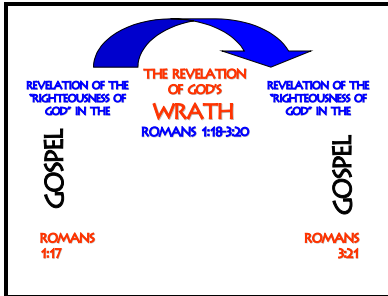 REVELATION OF THE
"RIGHTEOUSNESS OF
GOD" IN THE
GOSPEL
ROMANS
1:17
THE REVELATION
OF GOD'S
WRATH
ROMANS 1:18-3:20
REVELATION OF THE
"RIGHTEOUSNESS OF
GOD" IN THE
GOSPEL
ROMANS
3:21